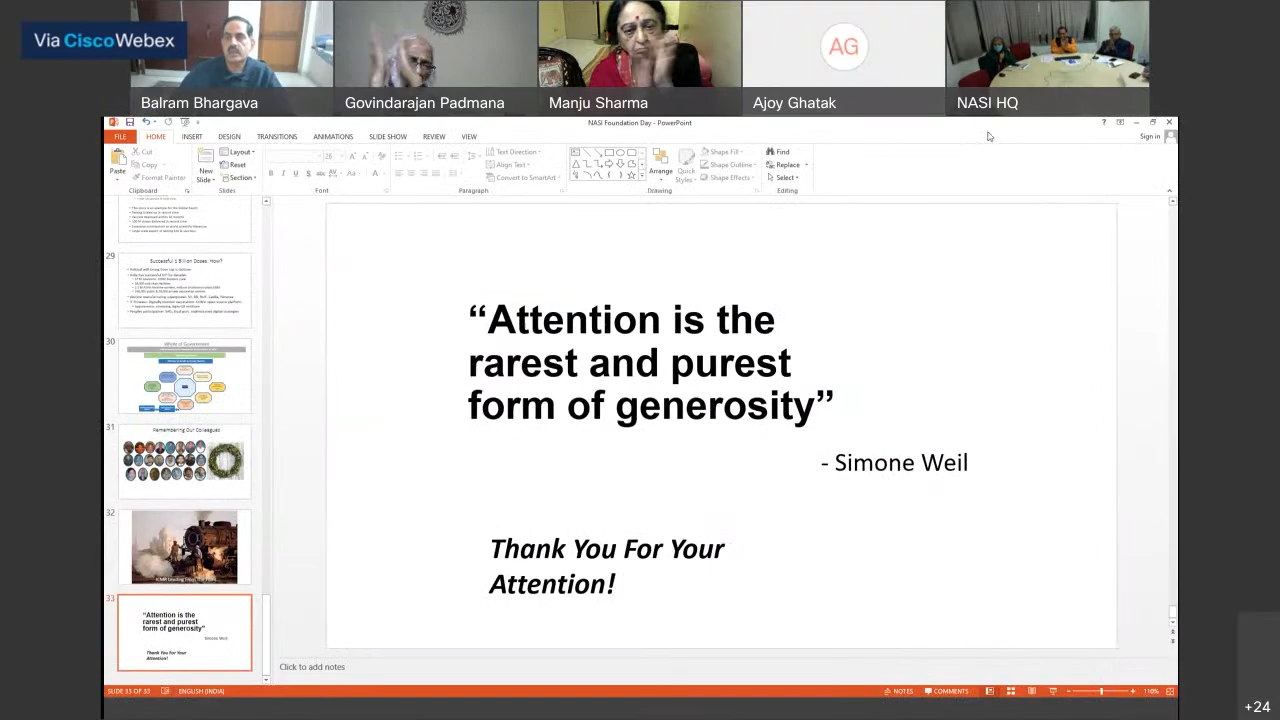 Via Cisco Webex
Balram Bhargava
Govindarajan Padmana
Manju Sharma
AG
Ajoy Ghatak
NASI HQ
NASI Foundation Day - PowerPoint
FILE
HOME
INSERT
DESIGN
TRANSITIONS
ANIMATIONS
SLIDE SHOW
REVIEW
VIEW
Sign in
Paste
Cut
Copy
Format Painter
Clipboard
New
Slide
Layout
Reset
Section
Slides
26
Font
Text Direction
Align Text
Convert to SmartArt
Paragraph
Arrange
Quick
Styles
Shape Fill
Shape Outline
Shape Effects
Drawing
Find
Replace
Select
Editing
29
Successful 1 Billion Doses: How?
30
Whole of Government
31
Remembering Our Colleagues
32
ICMR Leading From The Front
33
“Attention is the
rarest and purest
form of generosity”
- Simone Weil
Thank You For Your
Attention!
“Attention is the
rarest and purest
form of generosity”
- Simone Weil
Thank You For Your
Attention!
Click to add notes
SLIDE 33 OF 33
ENGLISH (INDIA)
NOTES
COMMENTS
110%
+24